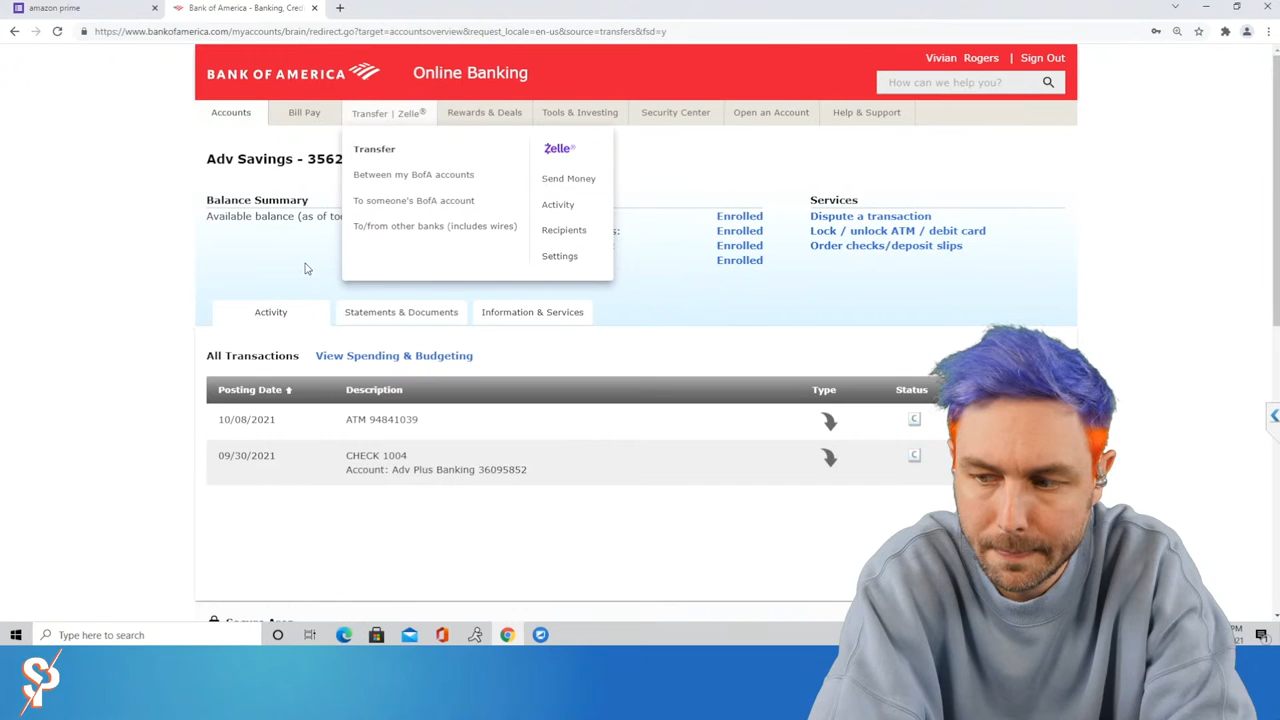 amazon prime
Bank of America - Banking, Cred
https://www.bankofamerica.com/myaccounts/brain/redirect.go?target=accountsoverview&request_locale=en-us&source=transfers&fsd=y
Vivian Rogers | Sign Out
BANK OF AMERICA
Online Banking
How can we help you?
Accounts
Bill Pay
Transfer | Zelle®
Rewards & Deals
Tools & Investing
Security Center
Open an Account
Help & Support
Adv Savings - 3562
Transfer
Between my BofA accounts
To someone's BofA account
To/from other banks (includes wires)
Zelle®
Send Money
Activity
Recipients
Settings
Balance Summary
Available balance (as of
Enrolled
Enrolled
Enrolled
Enrolled
Services
Dispute a transaction
Lock / unlock ATM / debit card
Order checks/deposit slips
Activity
Statements & Documents
Information & Services
All Transactions
View Spending & Budgeting
Posting Date
Description
Type
Status
10/08/2021
ATM 94841039
C
09/30/2021
CHECK 1004
Account: Adv Plus Banking 36095852
C
Secure Area
Type here to search
PM
21
SP